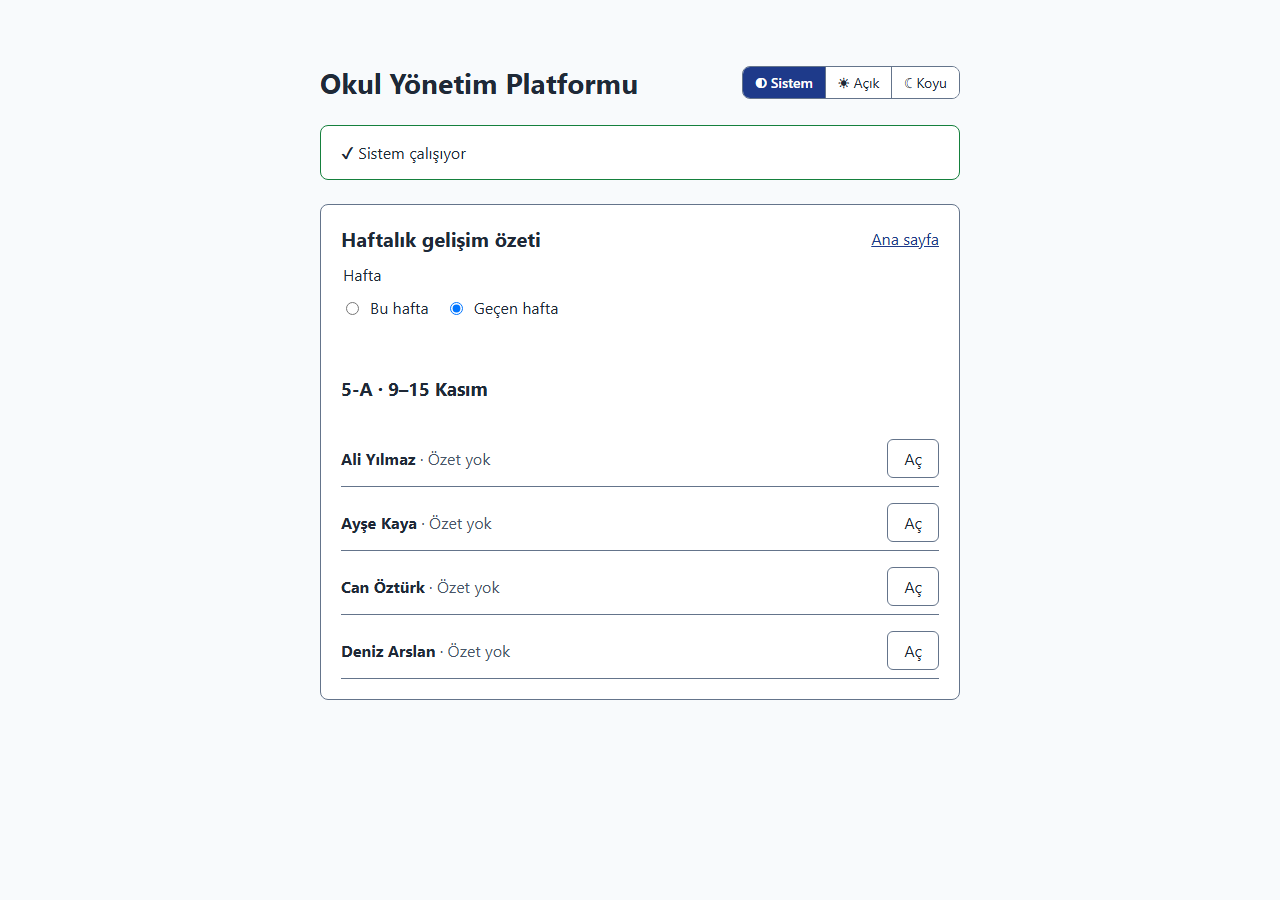 Okul Yönetim Platformu
◐ Sistem
☀ Açık
☾ Koyu
✓ Sistem çalışıyor
Haftalık gelişim özeti
Ana sayfa
Hafta
Bu hafta
Geçen hafta
5-A · 9–15 Kasım
Ali Yılmaz · Özet yok
Aç
Ayşe Kaya · Özet yok
Aç
Can Öztürk · Özet yok
Aç
Deniz Arslan · Özet yok
Aç